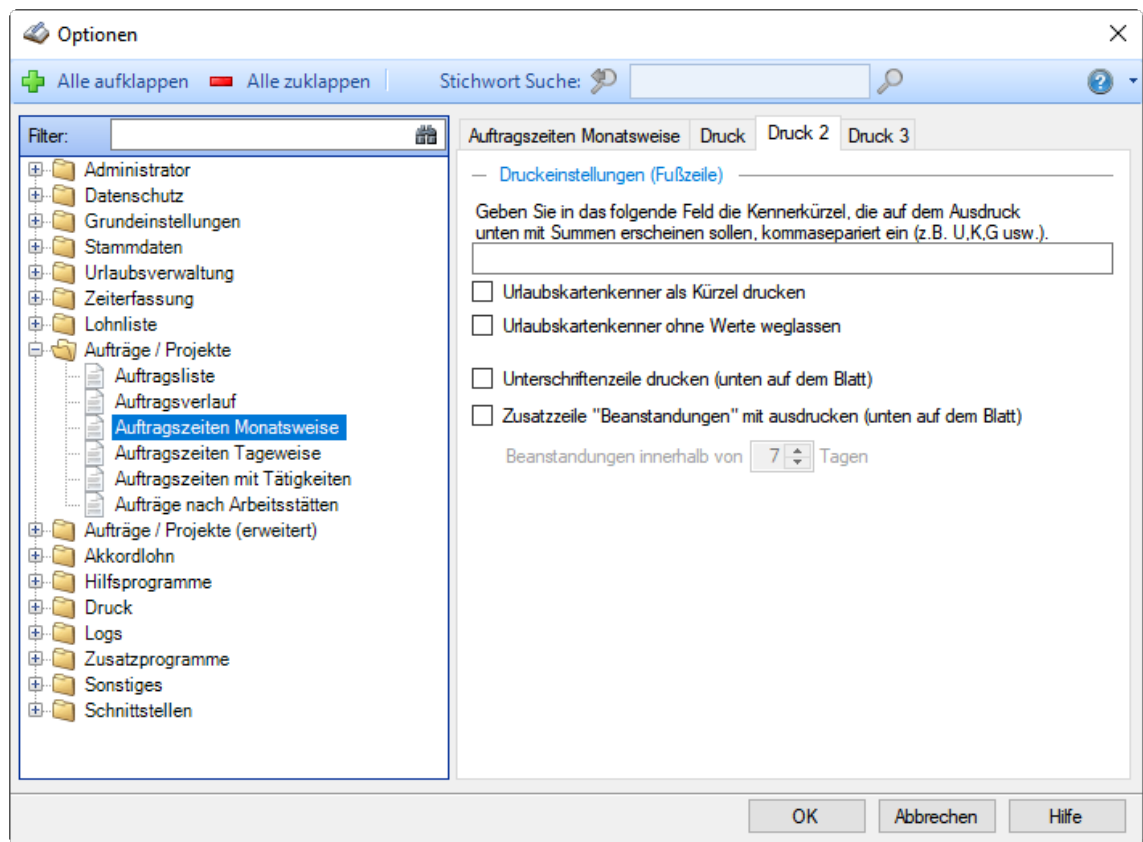 Optionen
Alle aufklappen Alle zuklappen Stichwort Suche:
Filter:
Administrator
Datenschutz
Grundeinstellungen
Stammdaten
Urlaubsverwaltung
Zeiterfassung
Lohnliste
Aufträge / Projekte
Auftragsliste
Auftragsverlauf
Auftragszeiten Monatsweise
Auftragszeiten Tageweise
Auftragszeiten mit Tätigkeiten
Aufträge nach Arbeitsstätten
Aufträge / Projekte (erweitert)
Akkordlohn
Hilfsprogramme
Druck
Logs
Zusatzprogramme
Sonstiges
Schnittstellen
Auftragszeiten Monatsweise Druck Druck 2 Druck 3
Druckeinstellungen (Fußzeile)
Geben Sie in das folgende Feld die Kennerkürzel, die auf dem Ausdruck
unten mit Summen erscheinen sollen, kommasepariert ein (z.B. U,K,G usw.).
Urlaubskartenkenner als Kürzel drucken
Urlaubskartenkenner ohne Werte weglassen
Unterschriftenzeile drucken (unten auf dem Blatt)
Zusatzzeile "Beanstandungen" mit ausdrucken (unten auf dem Blatt)
Beanstandungen innerhalb von 7 Tagen
OK Abbrechen Hilfe